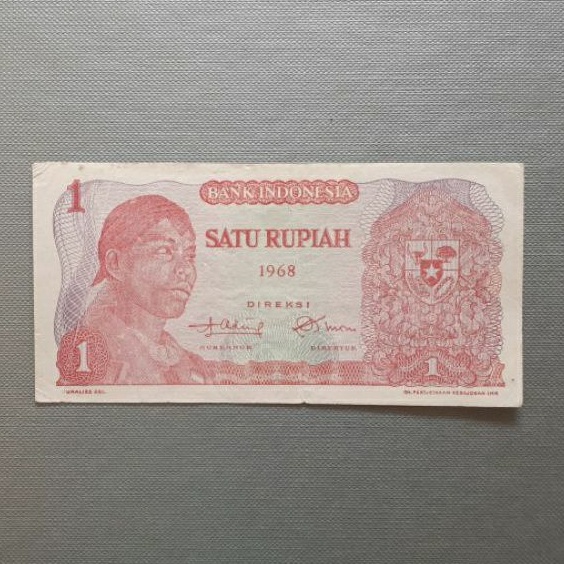 1
BANK INDONESIA
SATU RUPIAH
1968
DIREKSI
GUBERNUR DIREKTUR
1
1